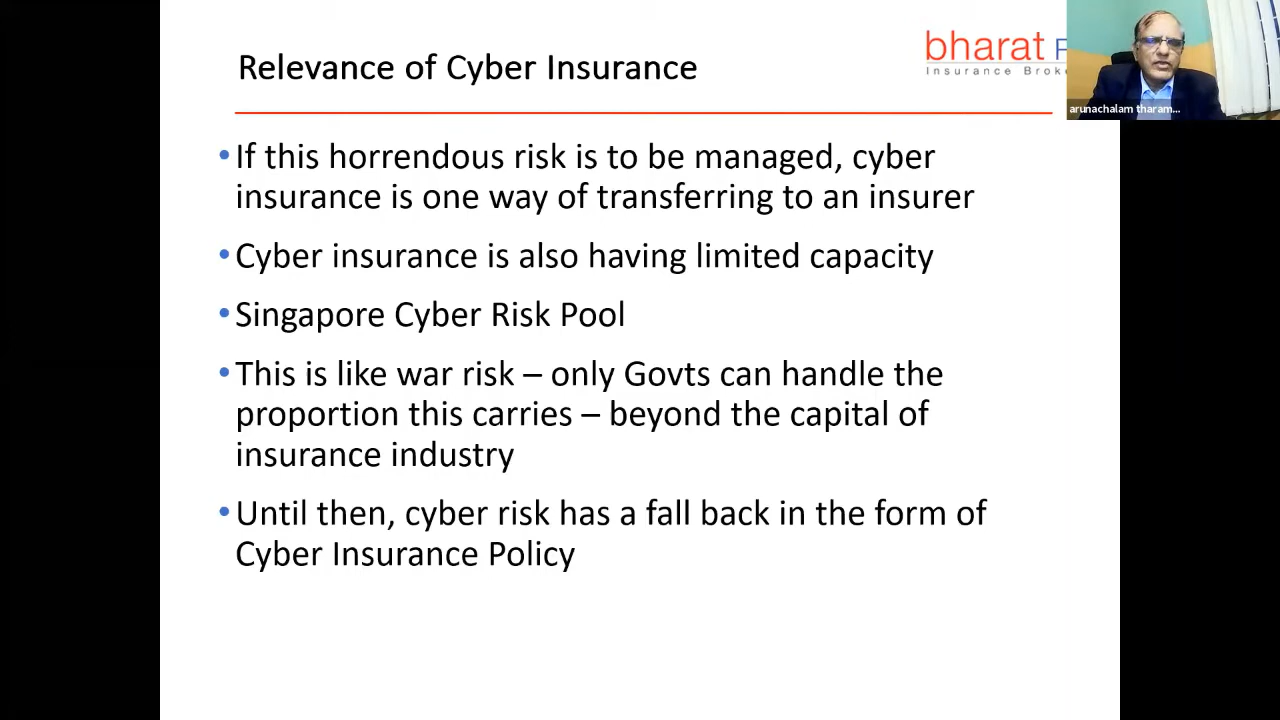 Relevance of Cyber Insurance
bharat
Insurance
arunachalam tharam...
•If this horrendous risk is to be managed, cyber
insurance is one way of transferring to an insurer
•Cyber insurance is also having limited capacity
•Singapore Cyber Risk Pool
•This is like war risk – only Govts can handle the
proportion this carries – beyond the capital of
insurance industry
•Until then, cyber risk has a fall back in the form of
Cyber Insurance Policy